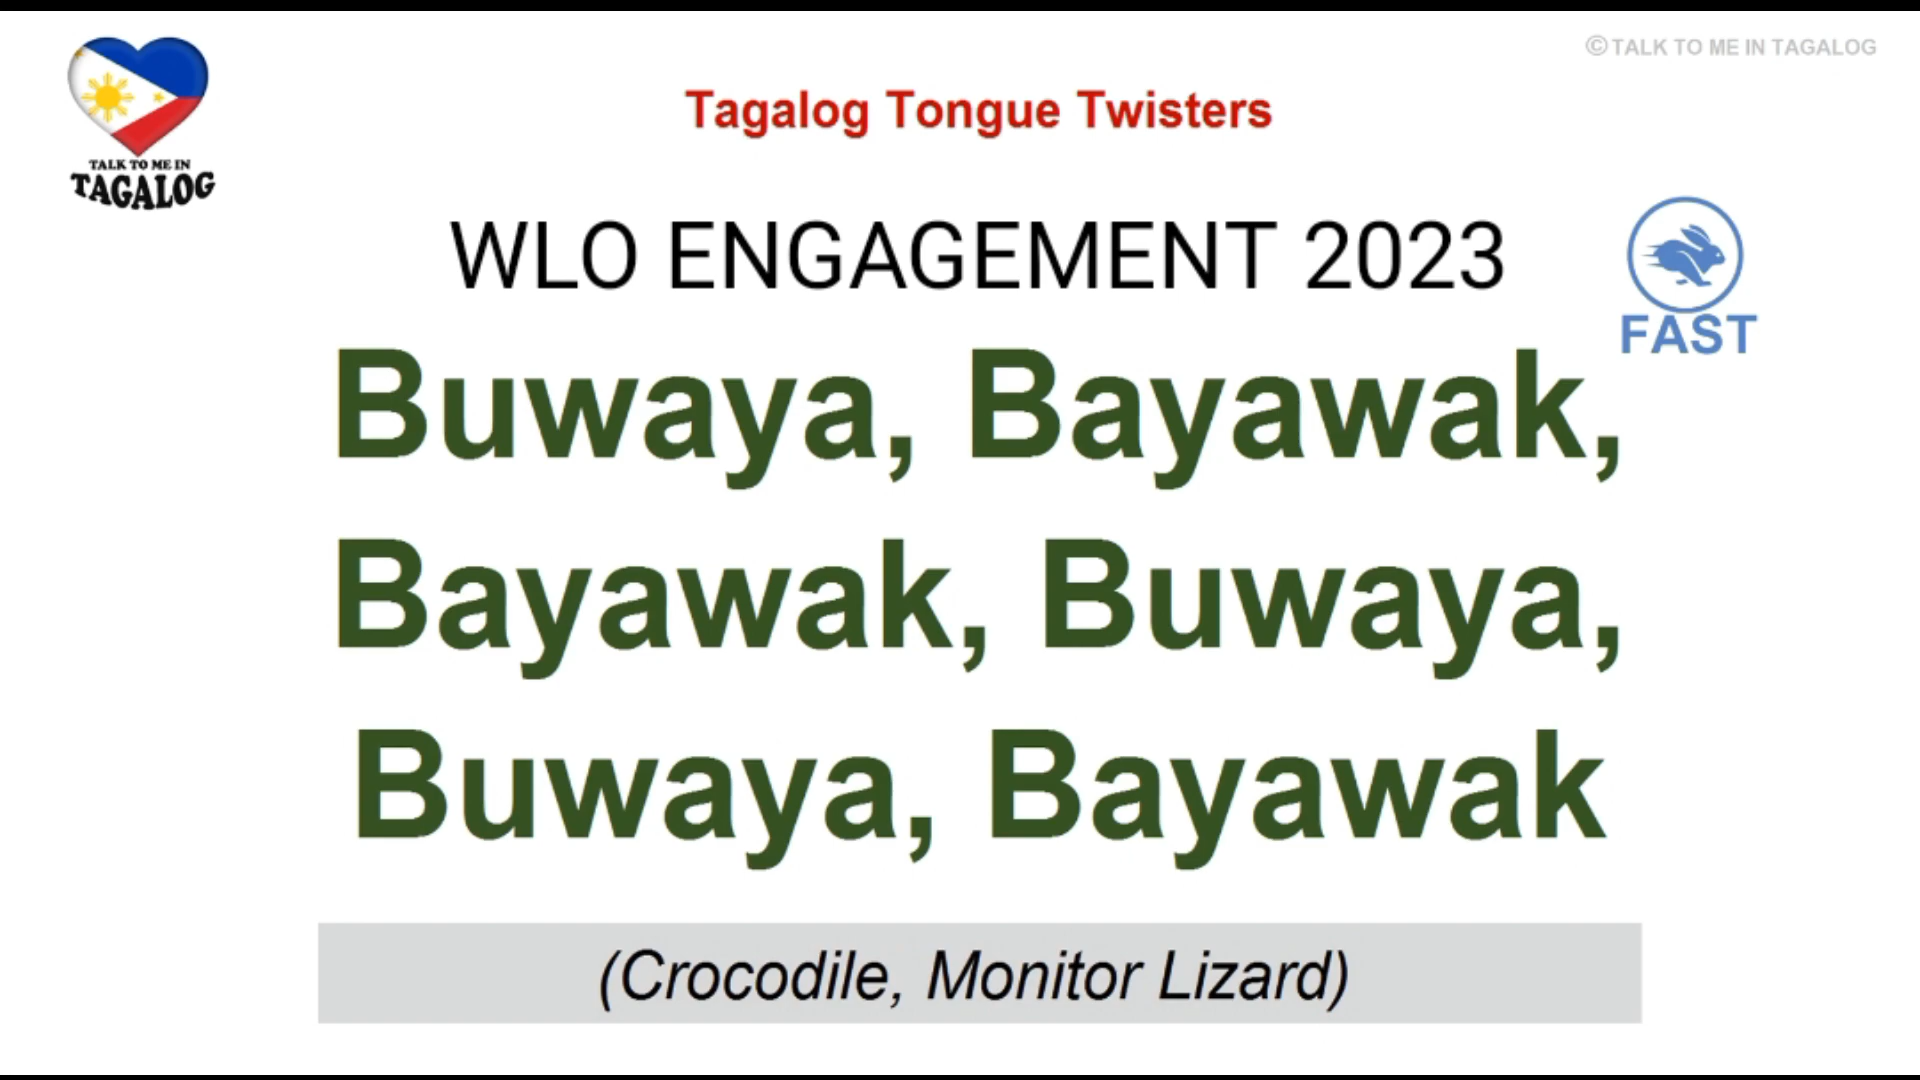 ©TALK TO ME IN TAGALOG
TALK TO ME IN
TAGALOG
Tagalog Tongue Twisters
WLO ENGAGEMENT 2023
FAST
Buwaya, Bayawak,
Bayawak, Buwaya,
Buwaya, Bayawak
(Crocodile, Monitor Lizard)